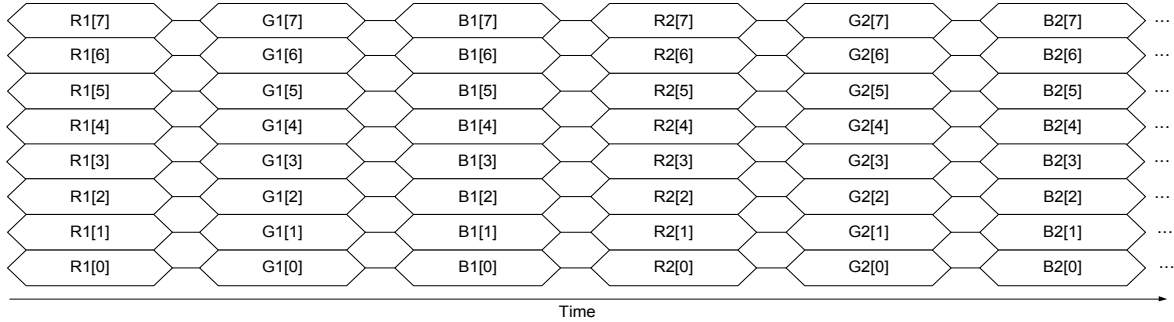 R1[7] G1[7] B1[7] R2[7] G2[7] B2[7] ...
R1[6] G1[6] B1[6] R2[6] G2[6] B2[6] ...
R1[5] G1[5] B1[5] R2[5] G2[5] B2[5] ...
R1[4] G1[4] B1[4] R2[4] G2[4] B2[4] ...
R1[3] G1[3] B1[3] R2[3] G2[3] B2[3] ...
R1[2] G1[2] B1[2] R2[2] G2[2] B2[2] ...
R1[1] G1[1] B1[1] R2[1] G2[1] B2[1] ...
R1[0] G1[0] B1[0] R2[0] G2[0] B2[0] ...
Time